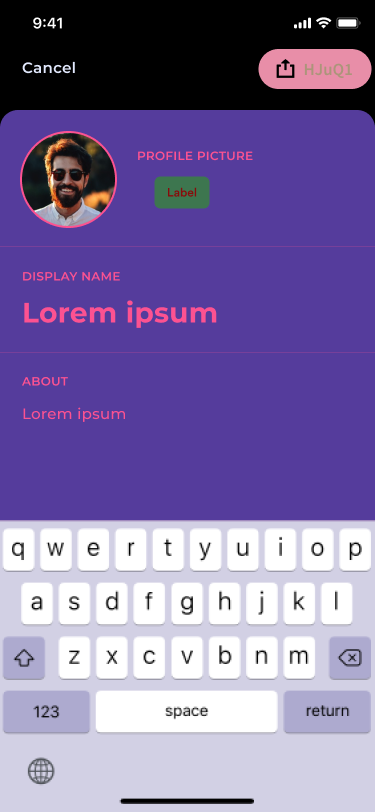 9:41
Cancel
HJuQ1
PROFILE PICTURE
Label
DISPLAY NAME
Lorem ipsum
ABOUT
Lorem ipsum
q w e r t y u i o p
a s d f g h j k l
z x c v b n m
123 space return